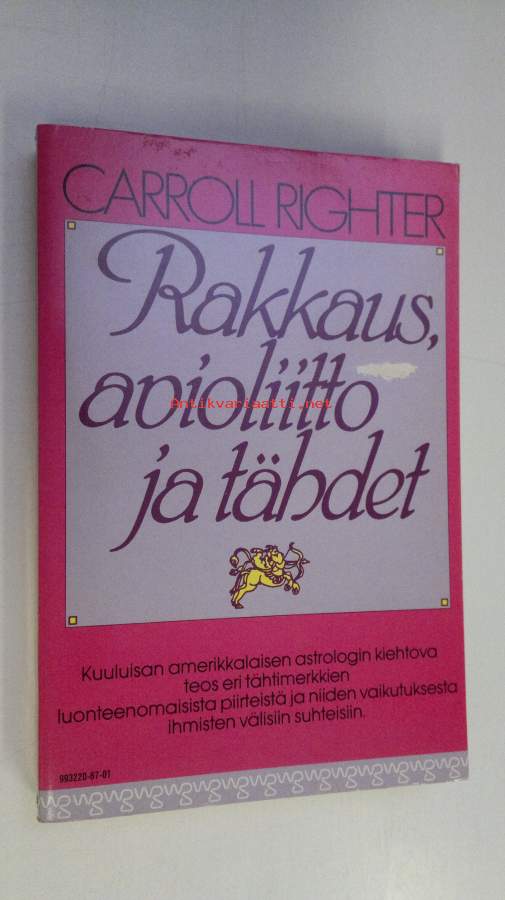 CARROLL RIGHTER
Rakkaus,
avioliitto
Antikvariaatti.net
ja tähdet
Kuuluisan amerikkalaisen astrologin kiehtova
teos eri tähtimerkkien
luonteenomaisista piirteistä ja niiden vaikutuksesta
ihmisten välisiin suhteisiin.
993220-87-01